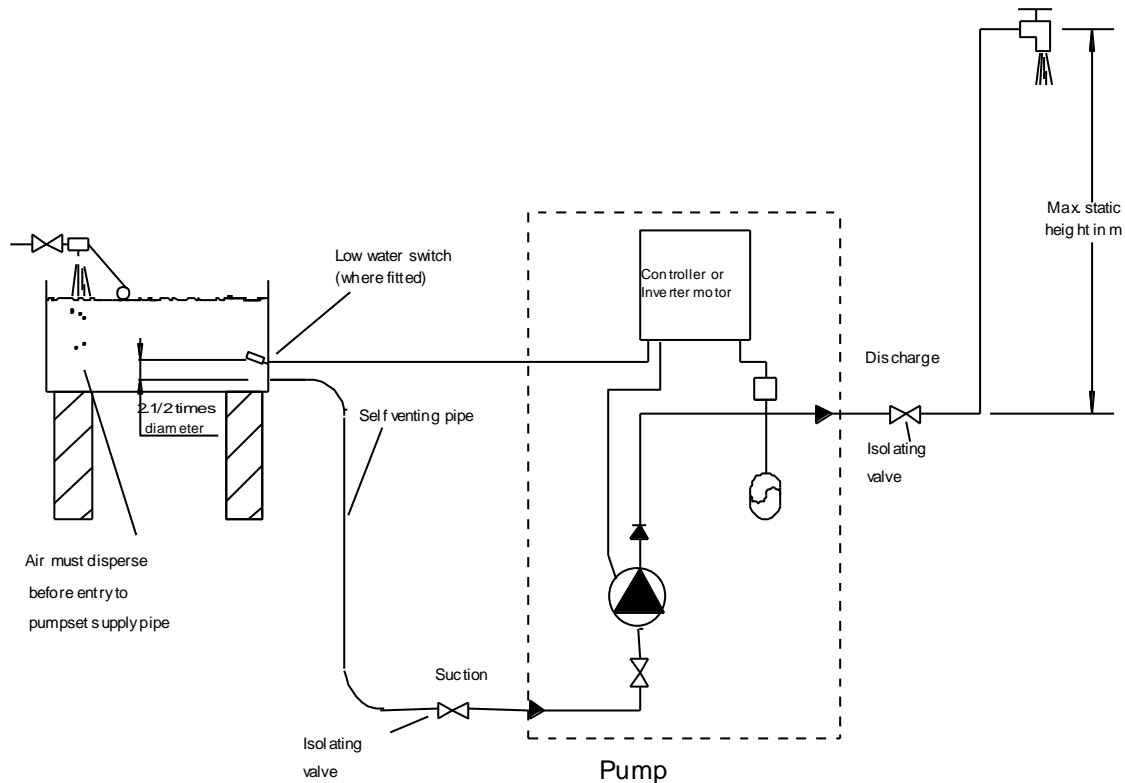 Max. static
height in m
Low water switch
(where fitted)
Controller or
Inverter motor
Discharge
2.1/2 times
diameter
Self venting pipe
Isolating
valve
Air must disperse
before entry to
pumpset supply pipe
Suction
Isolating
valve
Pump